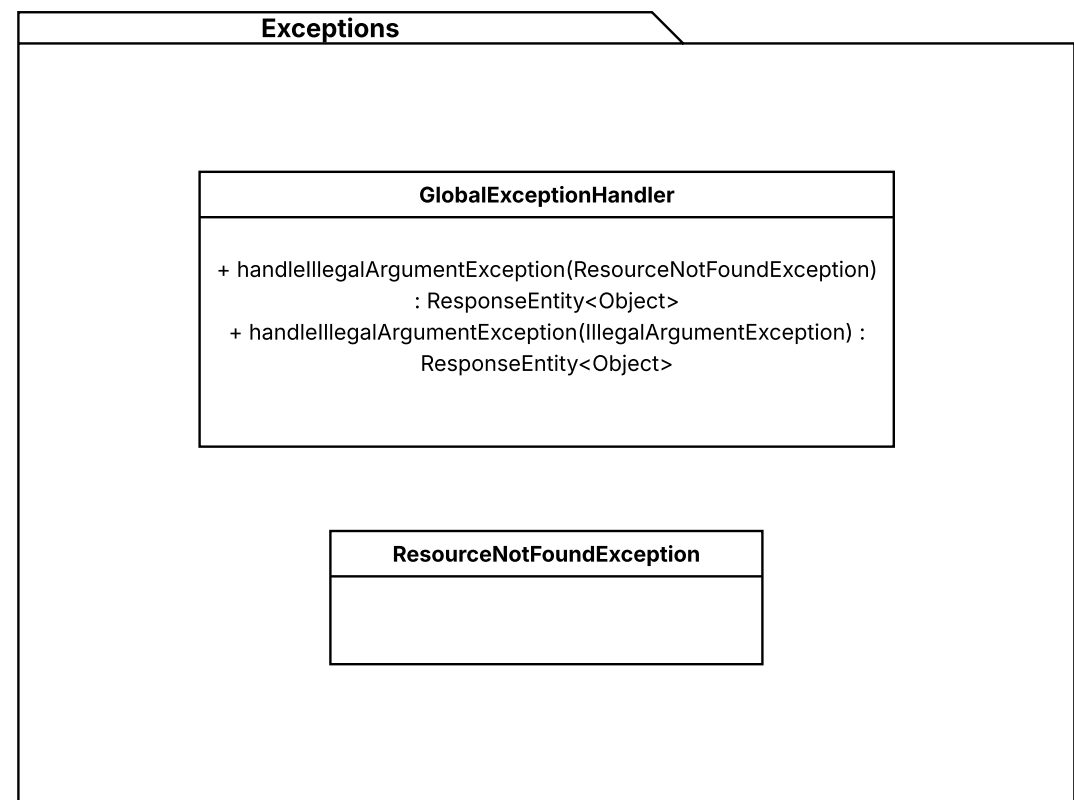 Exceptions
GlobalExceptionHandler
+ handleIllegalArgumentException(ResourceNotFoundException)
: ResponseEntity<Object>
+ handleIllegalArgumentException(IllegalArgumentException) :
ResponseEntity<Object>
ResourceNotFoundException